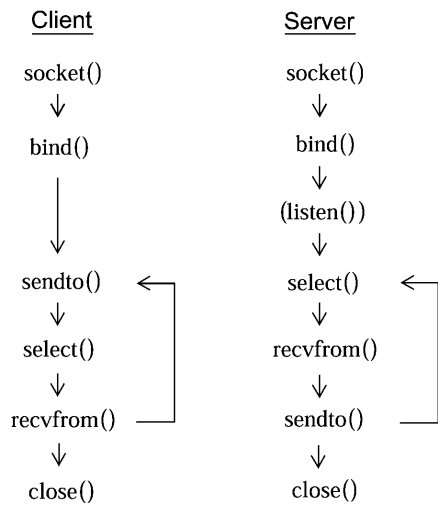 Client
socket()
bind()
sendto()
select()
recvfrom()
close()
Server
socket()
bind()
(listen())
select()
recvfrom()
sendto()
close()